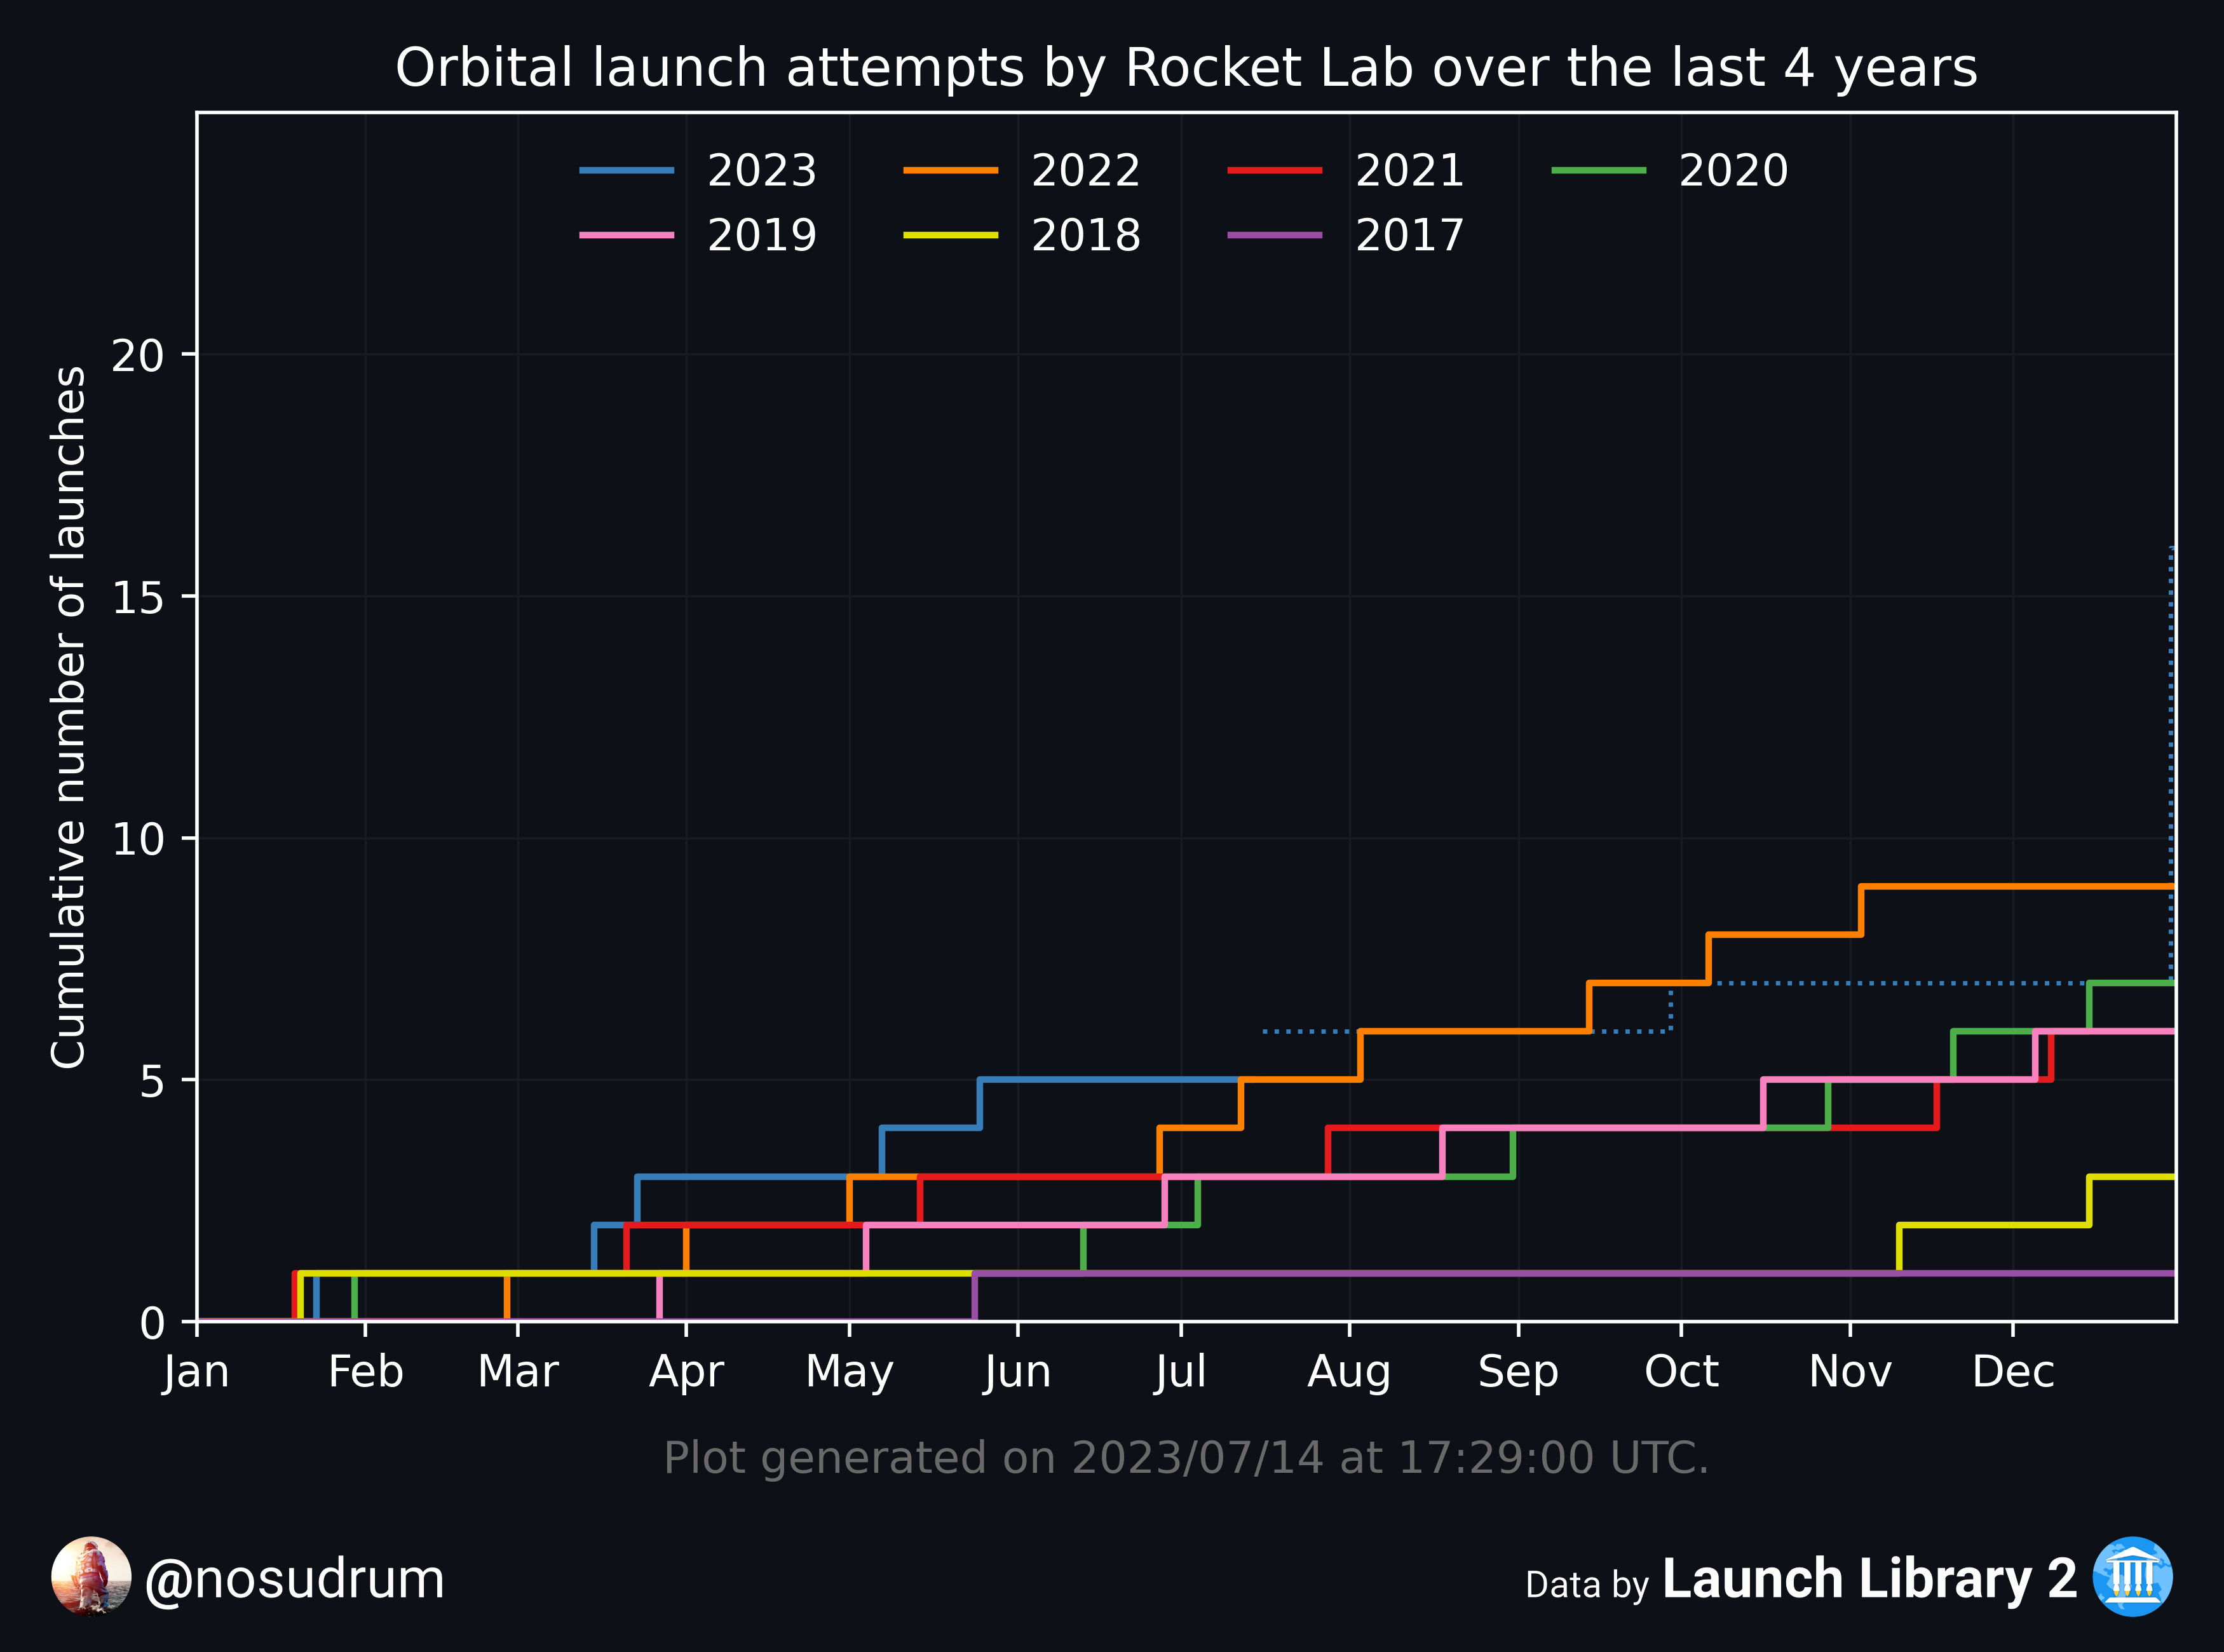 Orbital launch attempts by Rocket Lab over the last 4 years
2023 2022 2021 2020
2019 2018 2017
Cumulative number of launches
20
15
10
5
0
Jan Feb Mar Apr May Jun Jul Aug Sep Oct Nov Dec
Plot generated on 2023/07/14 at 17:29:00 UTC.
@nosudrum
Data by Launch Library 2